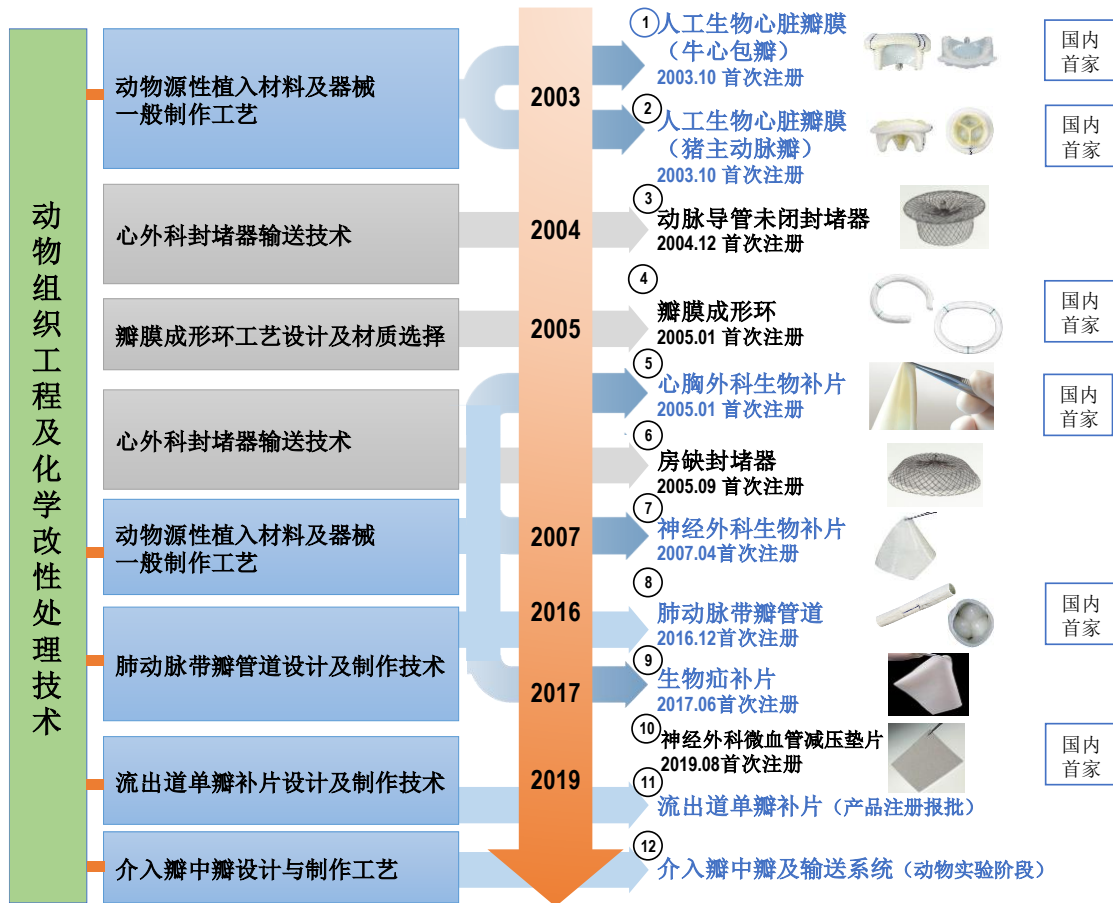 动物组织工程及化学改性处理技术
动物源性植入材料及器械
一般制作工艺
心外科封堵器输送技术
瓣膜成形环工艺设计及材质选择
心外科封堵器输送技术
动物源性植入材料及器械
一般制作工艺
肺动脉带瓣管道设计及制作技术
流出道单瓣补片设计及制作技术
介入瓣中瓣设计与制作工艺
2003
2004
2005
2007
2016
2017
2019
1
人工生物心脏瓣膜
（牛心包瓣）
2003.10 首次注册
国内
首家
2
人工生物心脏瓣膜
（猪主动脉瓣）
2003.10 首次注册
国内
首家
3
动脉导管未闭封堵器
2004.12 首次注册
4
瓣膜成形环
2005.01 首次注册
国内
首家
5
心胸外科生物补片
2005.01 首次注册
国内
首家
6
房缺封堵器
2005.09 首次注册
7
神经外科生物补片
2007.04首次注册
8
肺动脉带瓣管道
2016.12首次注册
国内
首家
9
生物疝补片
2017.06首次注册
10
神经外科微血管减压垫片
2019.08首次注册
国内
首家
11
流出道单瓣补片（产品注册报批）
12
介入瓣中瓣及输送系统（动物实验阶段）